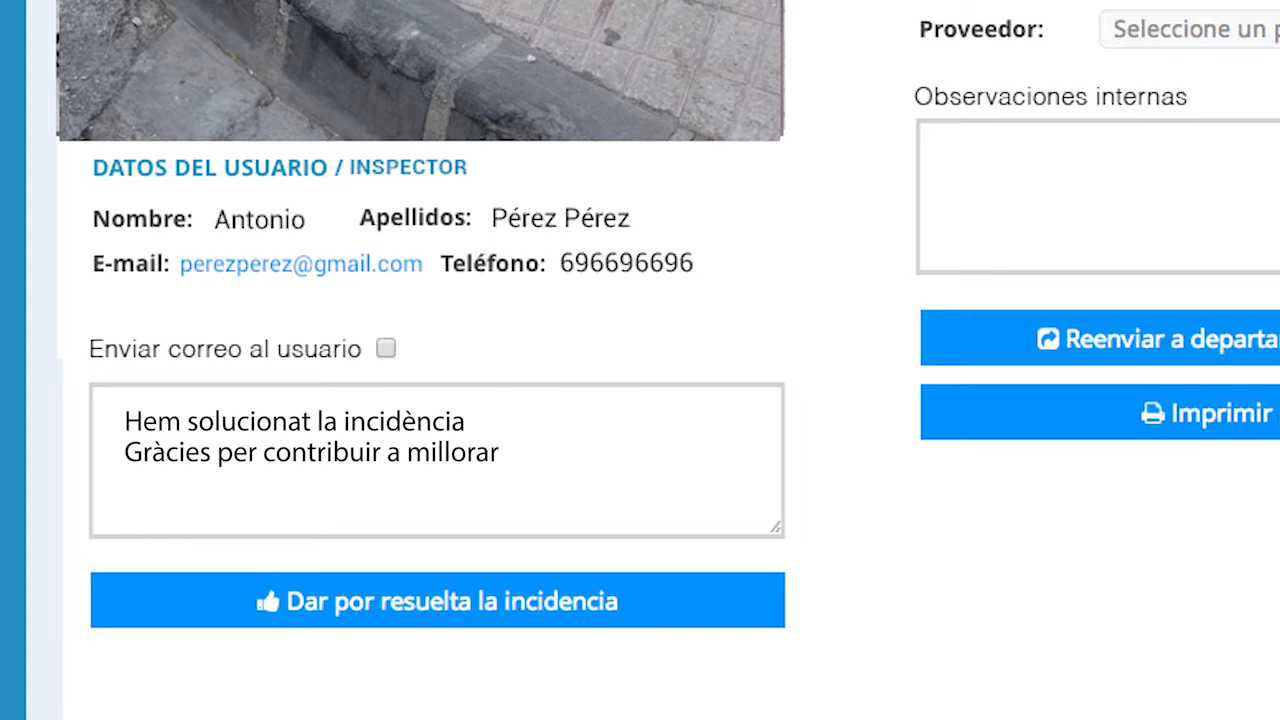 DATOS DEL USUARIO / INSPECTOR
Nombre: Antonio Apellidos: Pérez Pérez
E-mail: perezperez@gmail.com Teléfono: 696696696
Enviar correo al usuario
Hem solucionat la incidència
Gràcies per contribuir a millorar
Dar por resuelta la incidencia
Proveedor: Seleccione un p
Observaciones internas
Reenviar a departa
Imprimir